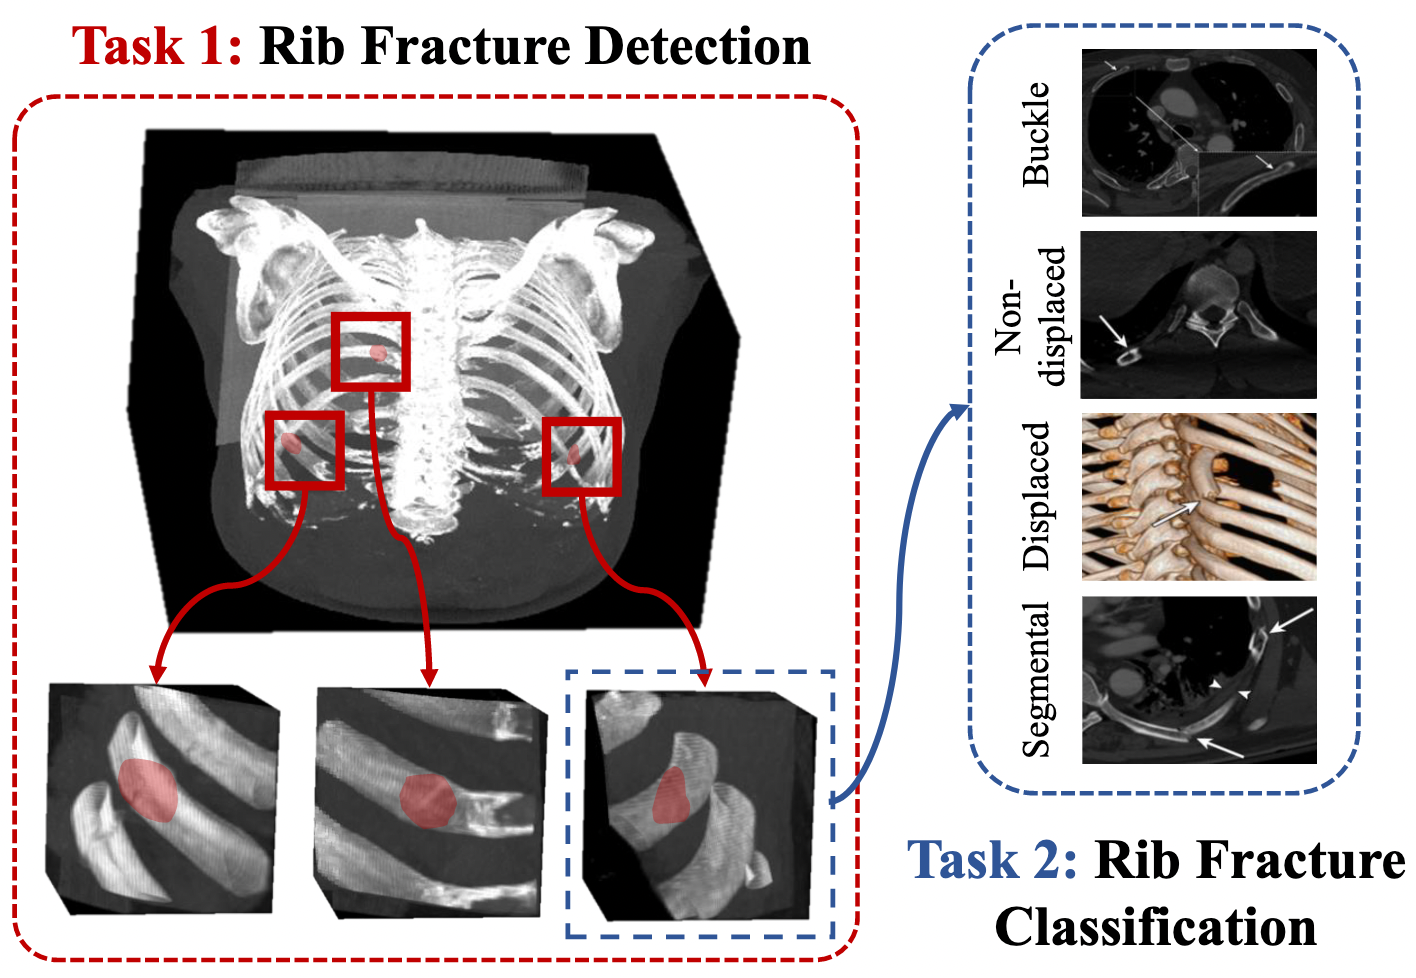 Task 1: Rib Fracture Detection
Buckle
Non-
displaced
Displaced
Segmental
Task 2: Rib Fracture
Classification